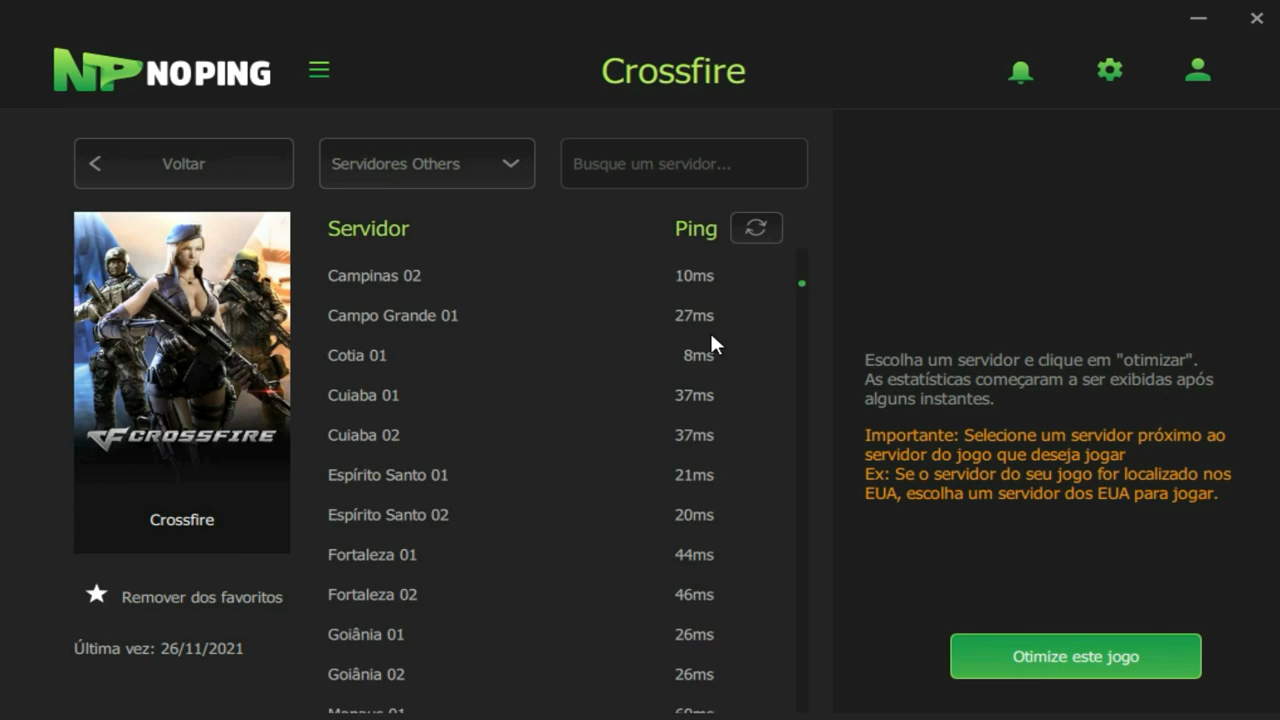 NP NOPING
Crossfire
Voltar
Servidores Others
Busque um servidor...
Servidor Ping
Campinas 02 10ms
Campo Grande 01 27ms
Cotia 01 8ms
Cuiaba 01 37ms
Cuiaba 02 37ms
Espírito Santo 01 21ms
Espírito Santo 02 20ms
Fortaleza 01 44ms
Fortaleza 02 46ms
Goiânia 01 26ms
Goiânia 02 26ms
CF CROSSFIRE
Crossfire
Remover dos favoritos
Última vez: 26/11/2021
Escolha um servidor e clique em "otimizar".
As estatísticas começaram a ser exibidas após
alguns instantes.
Importante: Selecione um servidor próximo ao
servidor do jogo que deseja jogar
Ex: Se o servidor do seu jogo for localizado nos
EUA, escolha um servidor dos EUA para jogar.
Otimize este jogo